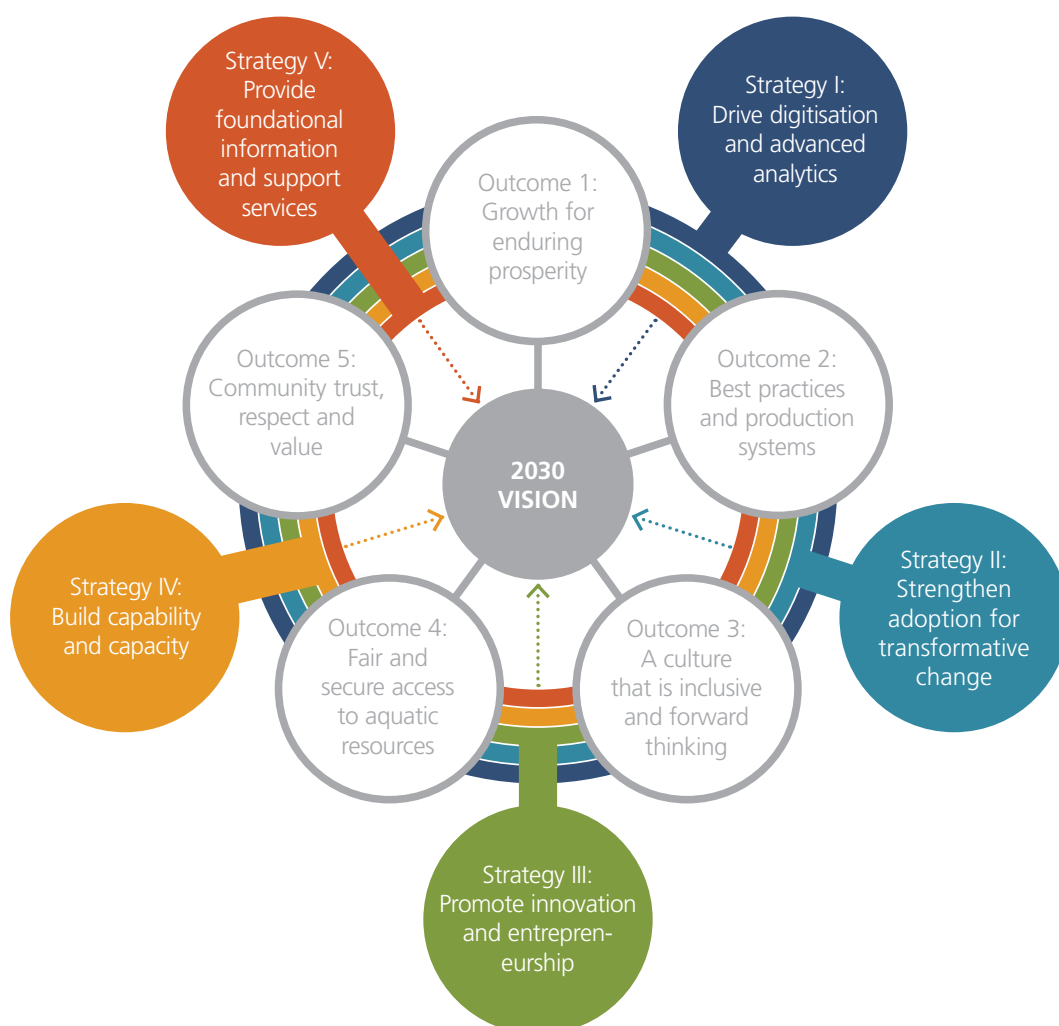 Strategy V:
Provide
foundational
information
and support
services
Strategy I:
Drive digitisation
and advanced
analytics
Outcome 1:
Growth for
enduring
prosperity
Outcome 5:
Community trust,
respect and
value
Outcome 2:
Best practices
and production
systems
2030
VISION
Strategy IV:
Build capability
and capacity
Strategy II:
Strengthen
adoption for
transformative
change
Outcome 4:
Fair and
secure access
to aquatic
resources
Outcome 3:
A culture
that is inclusive
and forward
thinking
Strategy III:
Promote innovation
and entrepren-
eurship